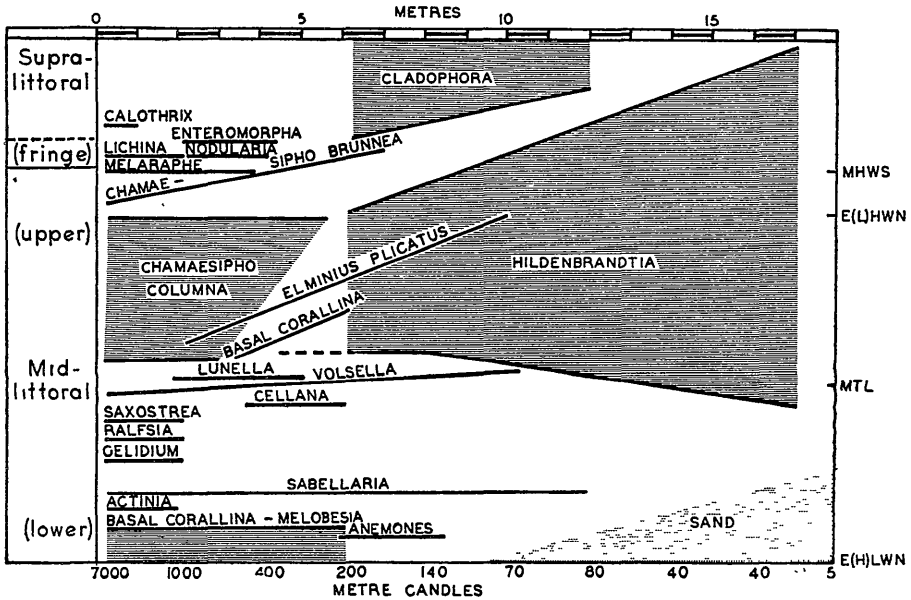 METRES
0 5 10 15
Supra-
littoral
CLADOPHORA
CALOTHRIX
ENTEROMORPHA
(fringe)
LICHINA NODULARIA
SIPHO BRUNNEA
MELARAPHE
MHWS
CHAMAE-
E(L)HWN
(upper)
ELMINIUS PLICATUS
CHAMAESIPHO
COLUMNA
HILDENBRANDTIA
BASAL CORALLINA
Mid-
littoral
LUNELLA
VOLSELLA
MTL
CELLANA
SAXOSTREA
RALFSIA
GELIDIUM
SABELLARIA
ACTINIA
BASAL CORALLINA - MELOBESIA
ANEMONES
SAND
(lower)
E(H)LWN
7000 1000 400 200 140 70 80 40 40 5
METRE CANDLES